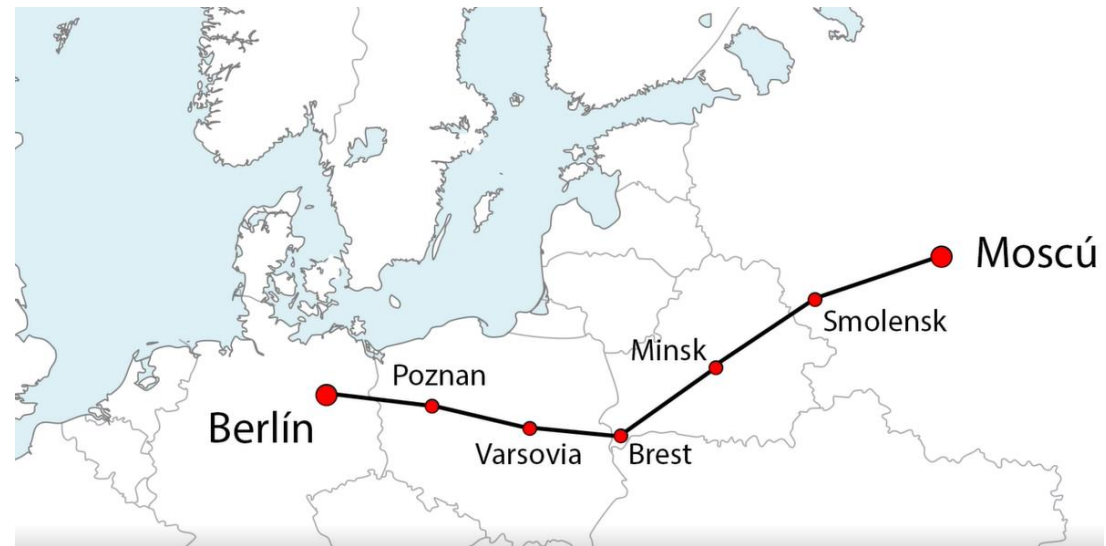 Berlín
Poznan
Varsovia
Brest
Minsk
Smolensk
Moscú